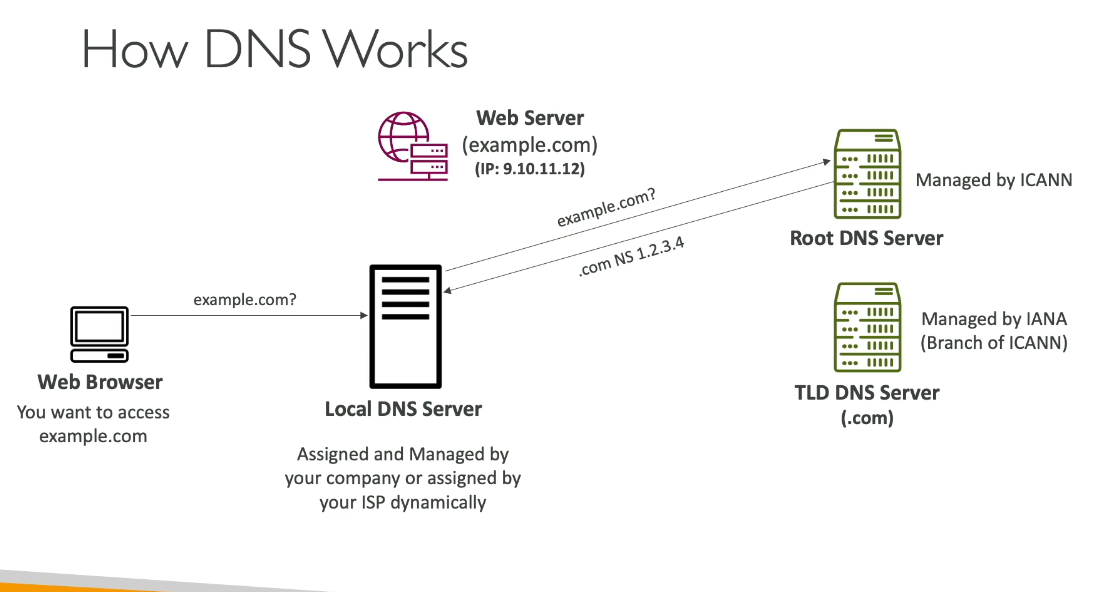 How DNS Works
Web Server
(example.com)
(IP: 9.10.11.12)
example.com?
.com NS 1.2.3.4
Managed by ICANN
Root DNS Server
example.com?
Managed by IANA
(Branch of ICANN)
Web Browser
You want to access
example.com
Local DNS Server
TLD DNS Server
(.com)
Assigned and Managed by
your company or assigned by
your ISP dynamically